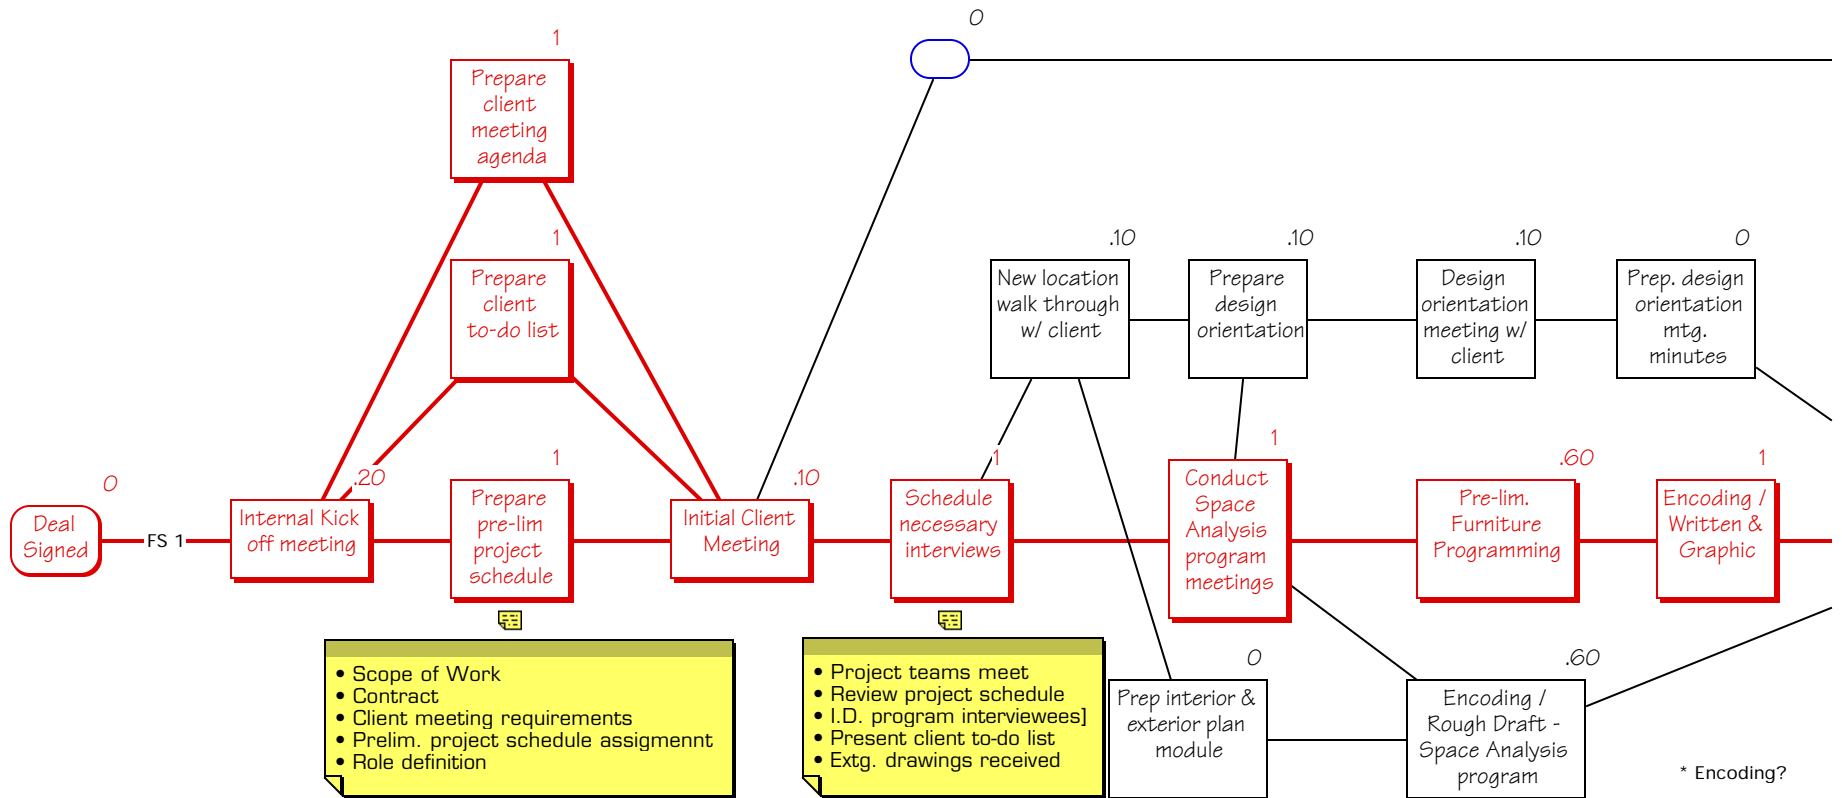 0
1
Prepare
client
meeting
agenda
1
Prepare
client
to-do list
.10
New location
walk through
w/ client
.10
Prepare
design
orientation
.10
Design
orientation
meeting w/
client
0
Prep. design
orientation
mtg.
minutes
0
Deal
Signed
FS 1
.20
Internal Kick
off meeting
1
Prepare
pre-lim
project
schedule
.10
Initial Client
Meeting
1
Schedule
necessary
interviews
1
Conduct
Space
Analysis
program
meetings
.60
Pre-lim.
Furniture
Programming
1
Encoding /
Written &
Graphic
• Scope of Work
• Contract
• Client meeting requirements
• Prelim. project schedule assigmennt
• Role definition
• Project teams meet
• Review project schedule
• I.D. program interviewees]
• Present client to-do list
• Extg. drawings received
0
Prep interior &
exterior plan
module
.60
Encoding /
Rough Draft -
Space Analysis
program
* Encoding?